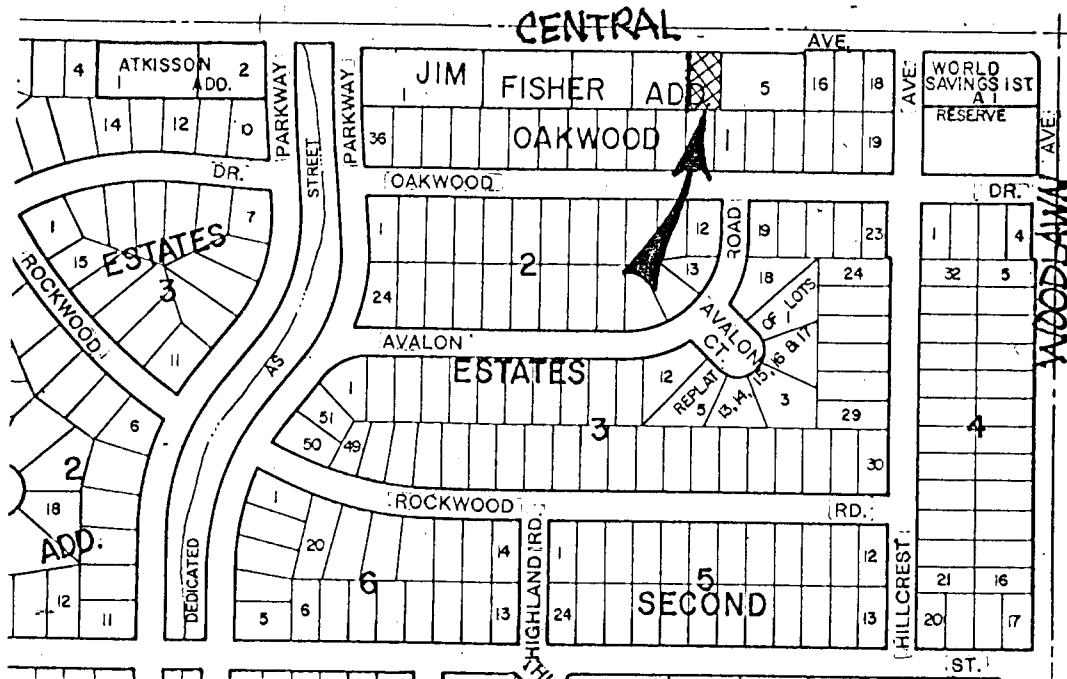 CENTRAL
AVE.
4
ATKISSON 2
1 ADD.
PARKWAY
PARKWAY
JIM
1
FISHER
ADD.
5
16
18
AVE
WORLD
SAVINGS 1ST
A 1
RESERVE
AVE
14
12
10
36
OAKWOOD
1
19
DR.
STREET
OAKWOOD
DR.
WOODLAWN
1
15
ESTATES
3
7
11
ROCKWOOD
1
2
12
13
24
ROAD
19
23
18
24
1
4
32
5
AVALON
AVALON
CT.
REPLAT OF LOTS
13, 14, 15, 16 & 17
AS
ESTATES
1
12
5
3
29
3
4
51
50
49
30
6
2
18
ADD.
12
11
ROCKWOOD
RD.
1
20
14
HIGHLAND RD.
1
12
6
5
SECOND
5
6
13
24
13
DEDICATED
HILLCREST
21
16
20
17
ST.